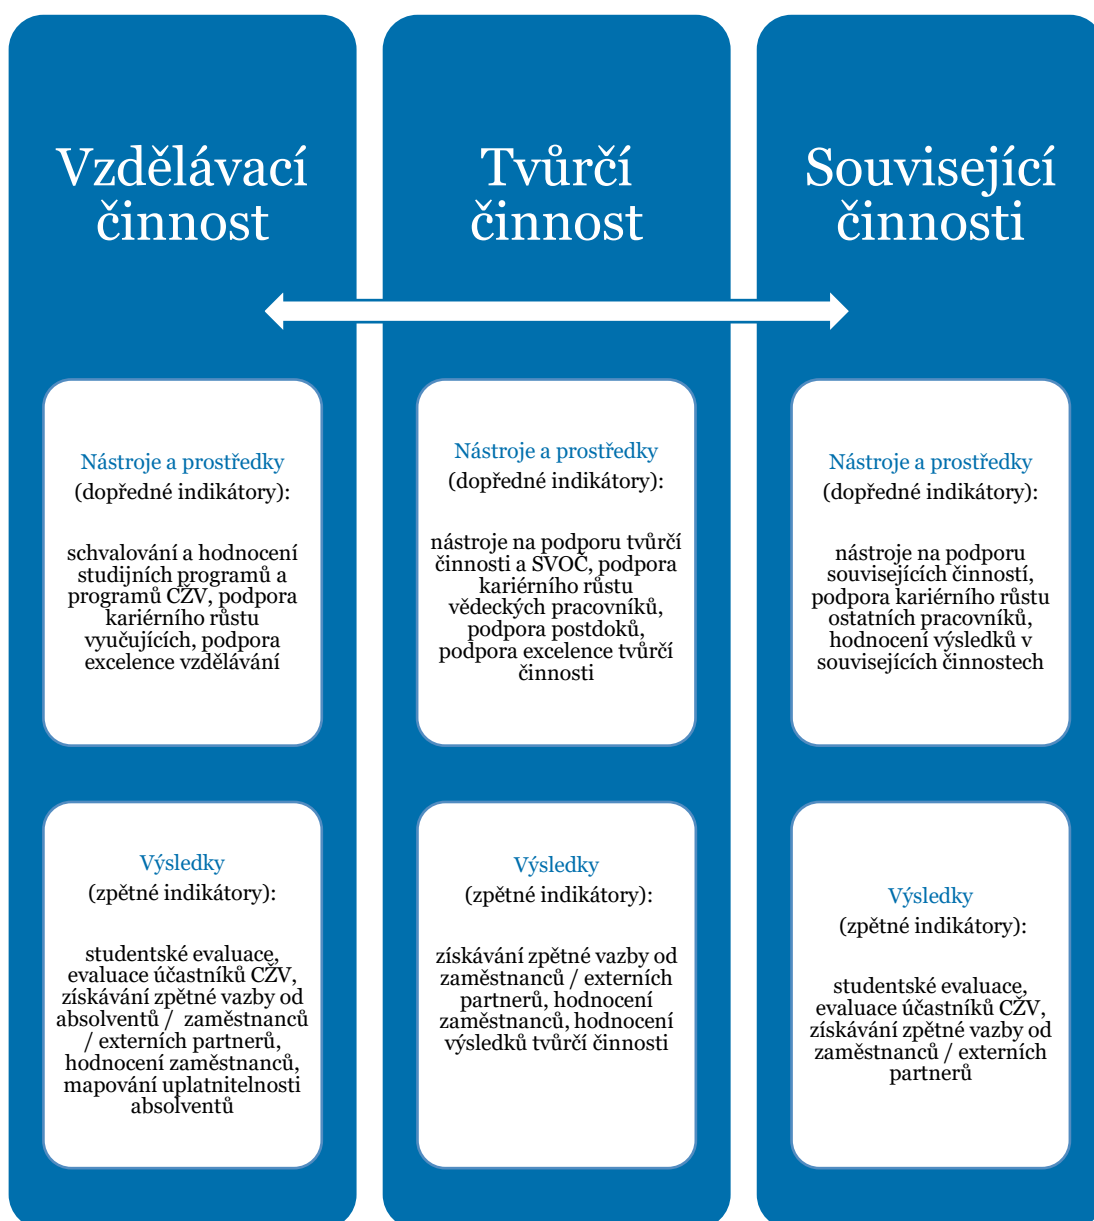 Vzdělávací
činnost
Nástroje a prostředky
(dopředné indikátory):
schvalování a hodnocení
studijních programů a
programů CŽV, podpora
kariérního růstu
vyučujících, podpora
excelence vzdělávání
Výsledky
(zpětné indikátory):
studentské evaluace,
evaluace účastníků CŽV,
získávání zpětné vazby od
absolventů /  zaměstnanců
/ externích partnerů,
hodnocení zaměstnanců,
mapování uplatnitelnosti
absolventů
Tvůrčí
činnost
Nástroje a prostředky
(dopředné indikátory):
nástroje na podporu tvůrčí
činnosti a SVOČ, podpora
kariérního růstu
vědeckých pracovníků,
podpora postdoků,
podpora excelence tvůrčí
činnosti
Výsledky
(zpětné indikátory):
získávání zpětné vazby od
zaměstnanců / externích
partnerů, hodnocení
zaměstnanců, hodnocení
výsledků tvůrčí činnosti
Související
činnosti
Nástroje a prostředky
(dopředné indikátory):
nástroje na podporu
souvisejících činností,
podpora kariérního růstu
ostatních pracovníků,
hodnocení výsledků v
souvisejících činnostech
Výsledky
(zpětné indikátory):
studentské evaluace,
evaluace účastníků CŽV,
získávání zpětné vazby od
zaměstnanců / externích
partnerů